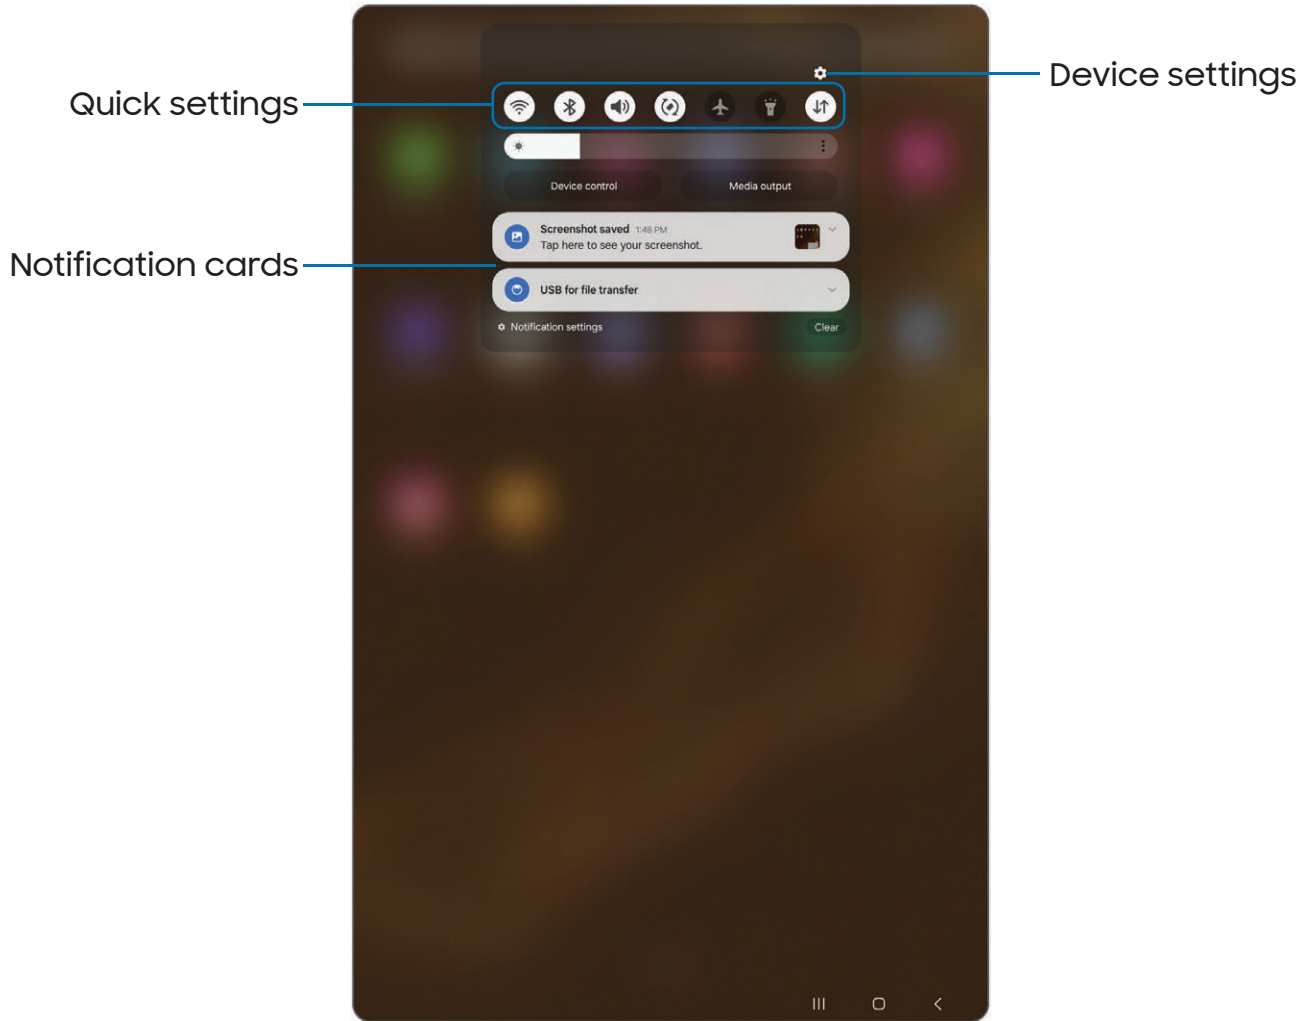 Device settings
Quick settings
Device control
Media output
Screenshot saved 1:48 PM
Tap here to see your screenshot.
Notification cards
USB for file transfer
Notification settings
Clear